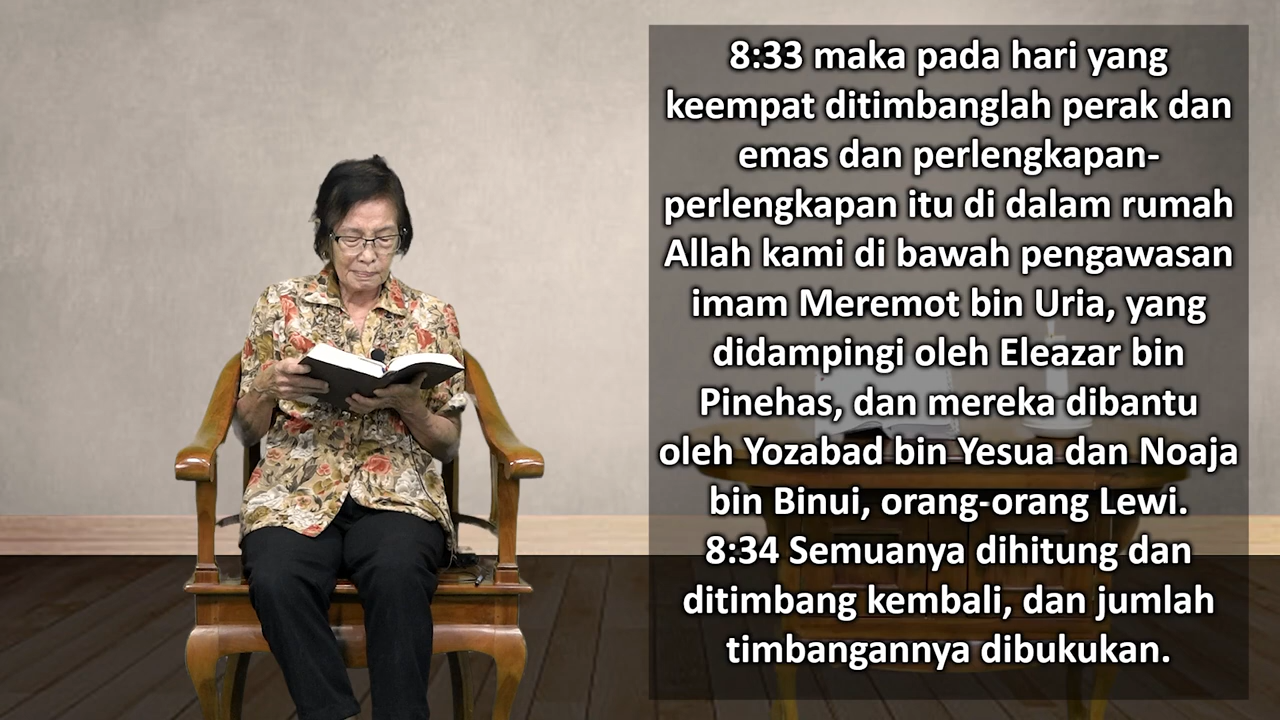 8:33 maka pada hari yang
keempat ditimbanglah perak dan
emas dan perlengkapan-
perlengkapan itu di dalam rumah
Allah kami di bawah pengawasan
imam Meremot bin Uria, yang
didampingi oleh Eleazar bin
Pinehas, dan mereka dibantu
oleh Yozabad bin Yesua dan Noaja
bin Binui, orang-orang Lewi.
8:34 Semuanya dihitung dan
ditimbang kembali, dan jumlah
timbangannya dibukukan.